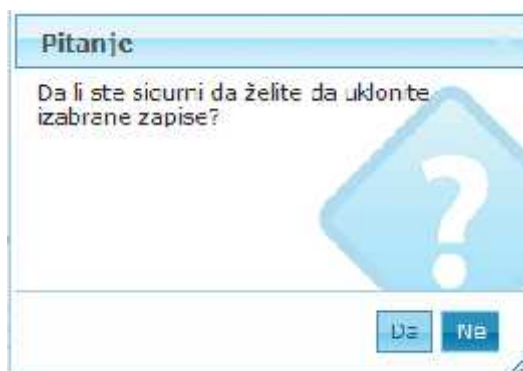 Pitanje
Da li ste sigurni da želite da uklonite
izabrane zapise?
?
Da Ne